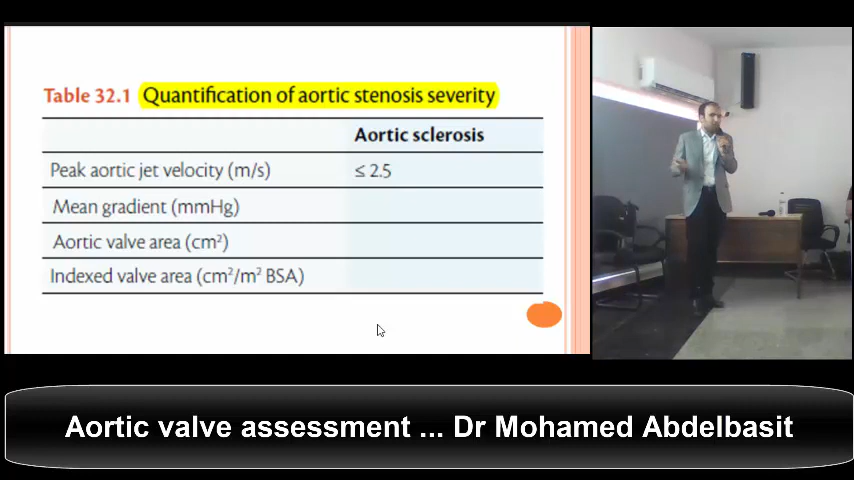 Table 32.1 Quantification of aortic stenosis severity
Aortic sclerosis
Peak aortic jet velocity (m/s) ≤ 2.5
Mean gradient (mmHg)
Aortic valve area (cm²)
Indexed valve area (cm²/m² BSA)
Aortic valve assessment ... Dr Mohamed Abdelbasit